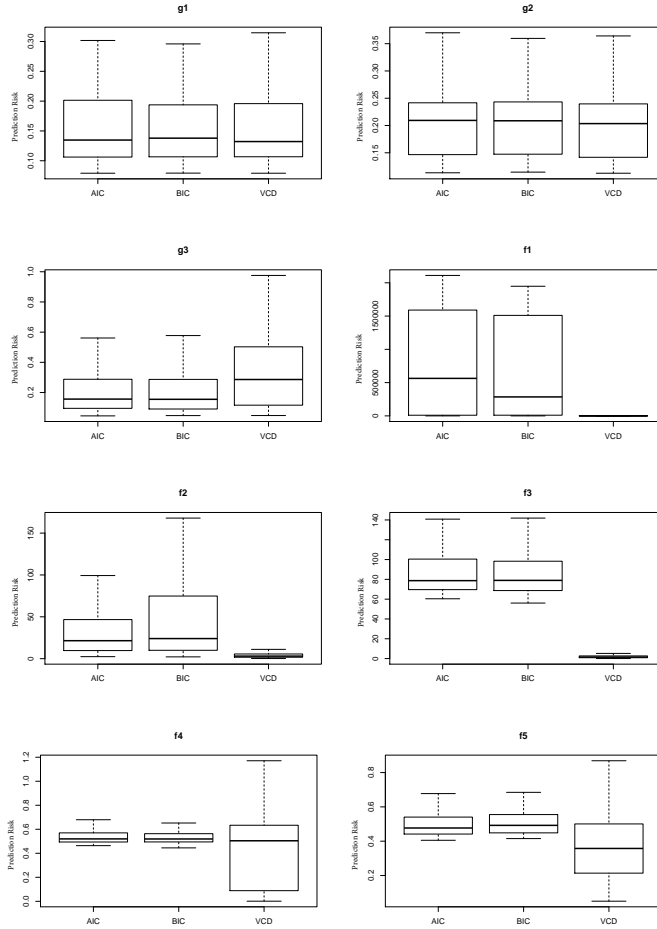 g1
Prediction Risk
0.10 0.15 0.20 0.25 0.30
AIC BIC VCD
g2
Prediction Risk
0.15 0.20 0.25 0.30 0.35
AIC BIC VCD
g3
Prediction Risk
0.2 0.4 0.6 0.8 1.0
AIC BIC VCD
f1
Prediction Risk
0 500000 1500000
AIC BIC VCD
f2
Prediction Risk
0 50 100 150
AIC BIC VCD
f3
Prediction Risk
0 20 40 60 80 100 140
AIC BIC VCD
f4
Prediction Risk
0.0 0.2 0.4 0.6 0.8 1.0 1.2
AIC BIC VCD
f5
Prediction Risk
0.2 0.4 0.6 0.8
AIC BIC VCD